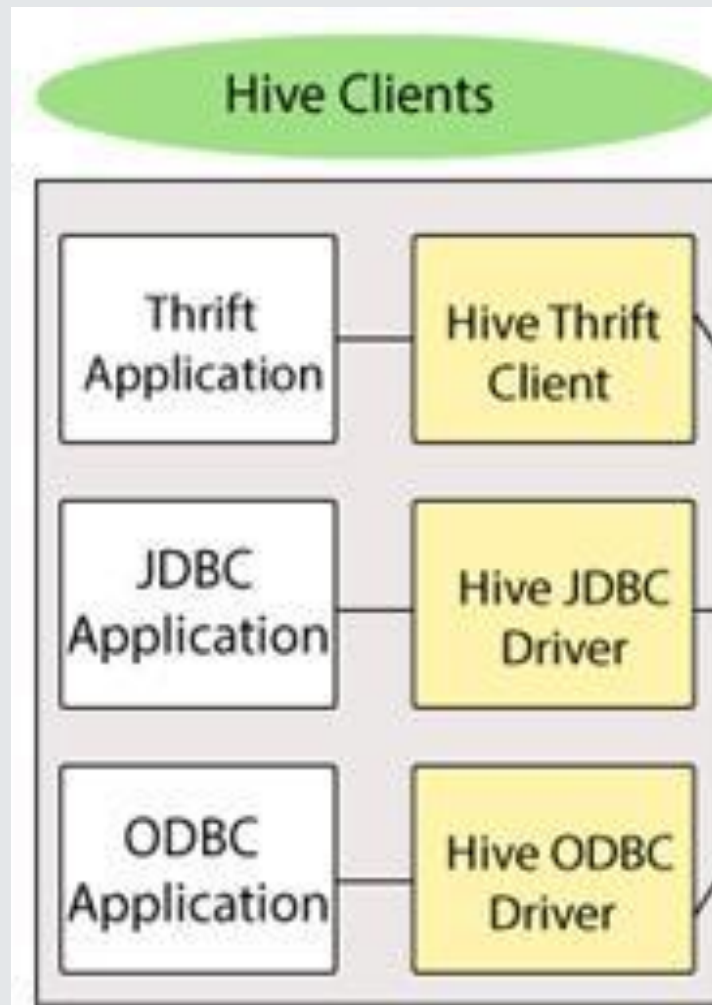 Hive Clients
Thrift
Application
Hive Thrift
Client
JDBC
Application
Hive JDBC
Driver
ODBC
Application
Hive ODBC
Driver